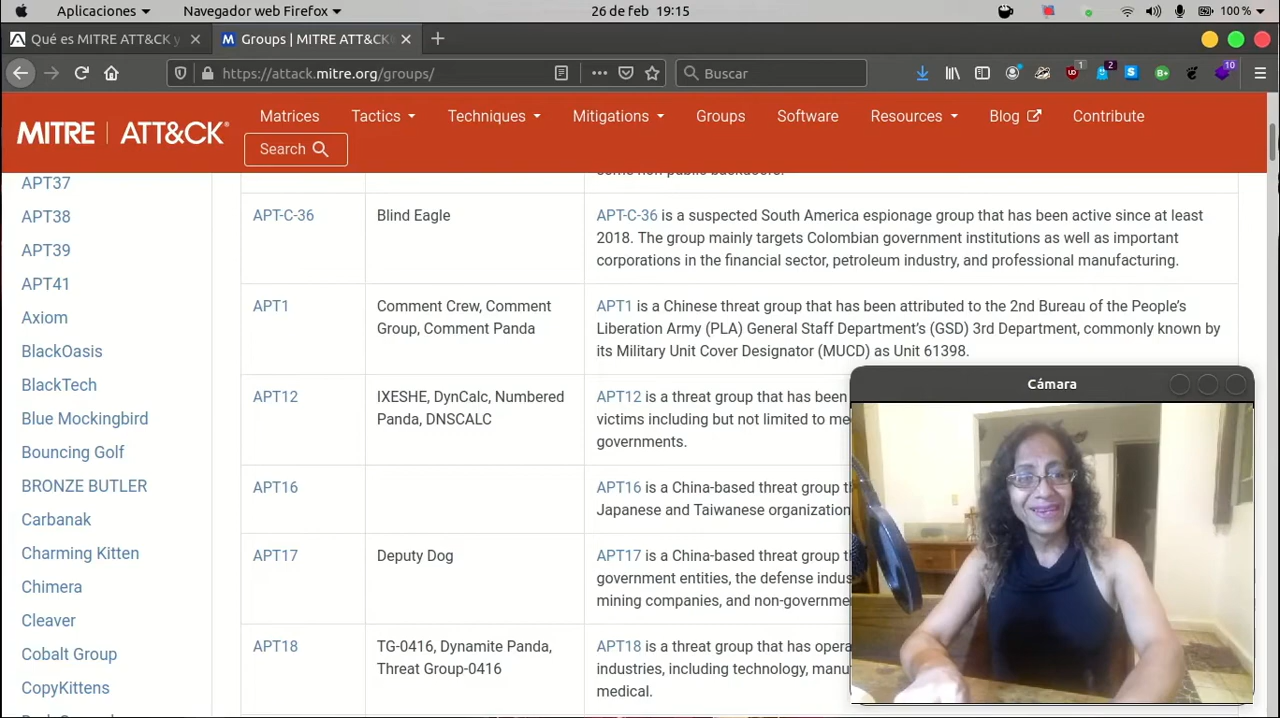 Aplicaciones
Navegador web Firefox
26 de feb 19:15
100 %
Qué es MITRE ATT&CK y
Groups | MITRE ATT&CK
https://attack.mitre.org/groups/
Buscar
1
2
10
MITRE | ATT&CK®
Matrices
Tactics
Techniques
Mitigations
Groups
Software
Resources
Blog
Contribute
Search
APT37
APT38
APT39
APT41
Axiom
BlackOasis
BlackTech
Blue Mockingbird
Bouncing Golf
BRONZE BUTLER
Carbanak
Charming Kitten
Chimera
Cleaver
Cobalt Group
CopyKittens
APT-C-36
Blind Eagle
APT-C-36 is a suspected South America espionage group that has been active since at least
2018. The group mainly targets Colombian government institutions as well as important
corporations in the financial sector, petroleum industry, and professional manufacturing.
APT1
Comment Crew, Comment
Group, Comment Panda
APT1 is a Chinese threat group that has been attributed to the 2nd Bureau of the People's
Liberation Army (PLA) General Staff Department's (GSD) 3rd Department, commonly known by
its Military Unit Cover Designator (MUCD) as Unit 61398.
APT12
IXESHE, DynCalc, Numbered
Panda, DNSCALC
APT12 is a threat group that has been
victims including but not limited to me
governments.
APT16
APT16 is a China-based threat group th
Japanese and Taiwanese organization
APT17
Deputy Dog
APT17 is a China-based threat group th
government entities, the defense indus
mining companies, and non-governme
APT18
TG-0416, Dynamite Panda,
Threat Group-0416
APT18 is a threat group that has opera
industries, including technology, manu
medical.
Cámara